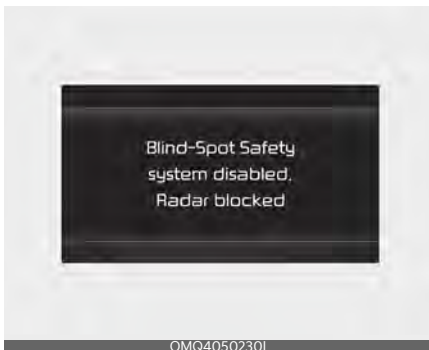 Blind-Spot Safety
system disabled.
Radar blocked
OMQ4050230L